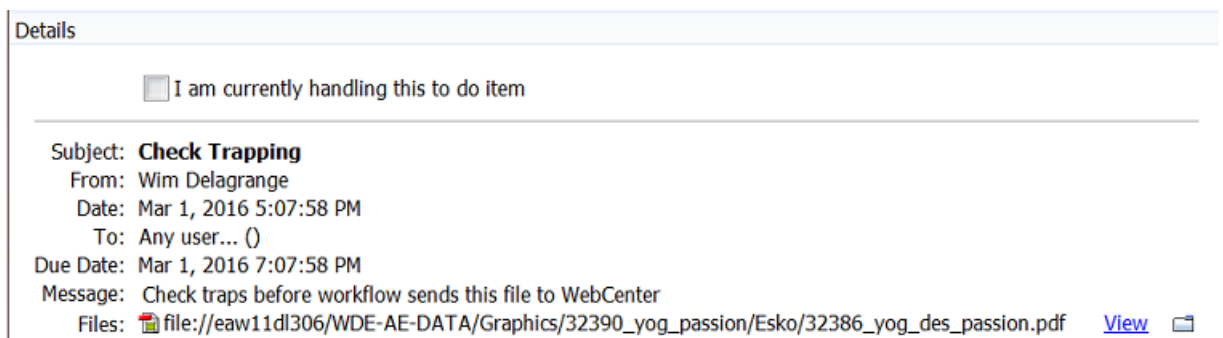 Details
I am currently handling this to do item
Subject: Check Trapping
From: Wim Delagrange
Date: Mar 1, 2016 5:07:58 PM
To: Any user... ()
Due Date: Mar 1, 2016 7:07:58 PM
Message: Check traps before workflow sends this file to WebCenter
Files: file://eaw11dl306/WDE-AE-DATA/Graphics/32390_yog_passion/Esko/32386_yog_des_passion.pdf View